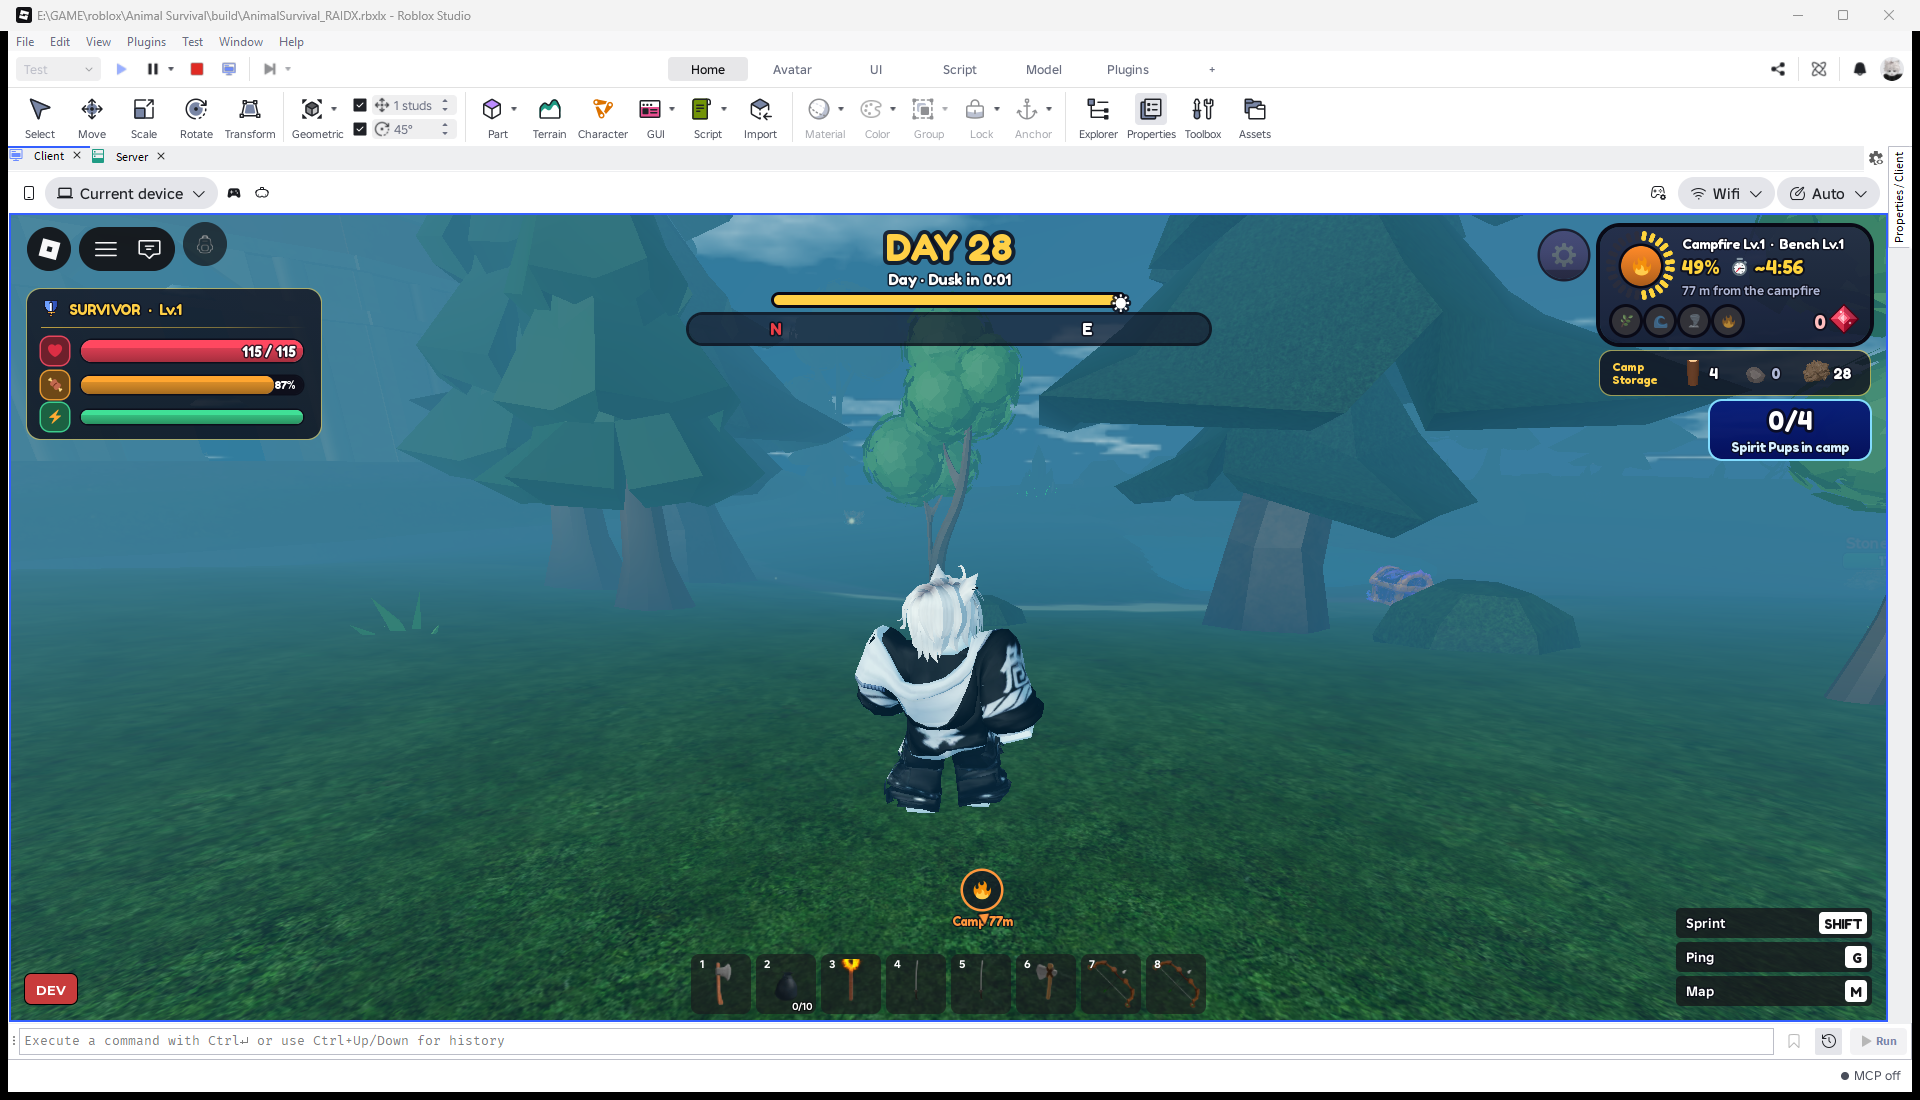 E:\GAME\roblox\Animal Survival\build\AnimalSurvival_RAIDX.rbxlx - Roblox Studio
File Edit View Plugins Test Window Help
Test
Home Avatar UI Script Model Plugins +
1 studs
45°
Select Move Scale Rotate Transform Geometric Part Terrain Character GUI Script Import Material Color Group Lock Anchor Explorer Properties Toolbox Assets
Client Server
Properties / Client
Current device
Wifi Auto
DAY 28
Day · Dusk in 0:01
N E
SURVIVOR · Lv.1
115 / 115
87%
Campfire Lv.1 · Bench Lv.1
49% ~4:56
77 m from the campfire
0
Camp Storage
4 0 28
0/4
Spirit Pups in camp
Camp 77m
Sprint SHIFT
Ping G
Map M
DEV
1 2 3 4 5 6 7 8
0/10
Execute a command with Ctrl↵ or use Ctrl+Up/Down for history
Run
MCP off